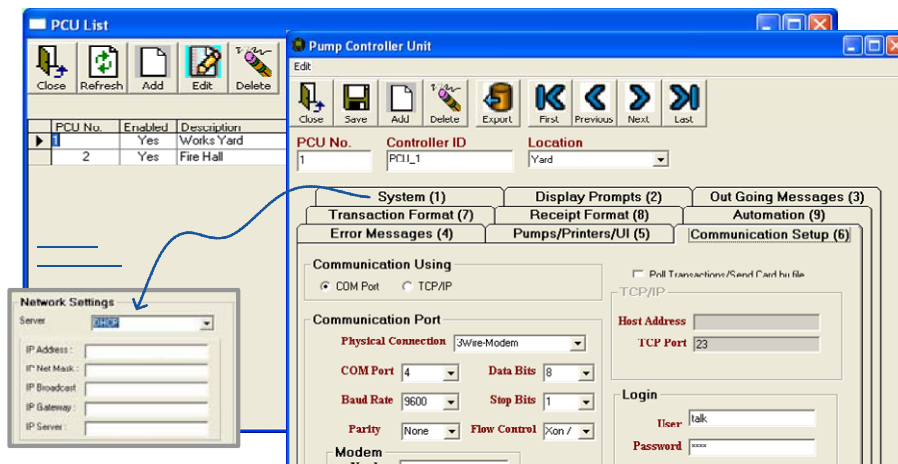 PCU List
Close Refresh Add Edit Delete
PCU No. Enabled Description
1 Yes Works Yard
2 Yes Fire Hall
Pump Controller Unit
Edit
Close Save Add Delete Export First Previous Next Last
PCU No. Controller ID Location
1 PCU_1 Yard
System (1) Display Prompts (2) Out Going Messages (3)
Transaction Format (7) Receipt Format (8) Automation (9)
Error Messages (4) Pumps/Printers/UI (5) Communication Setup (6)
Communication Using
COM Port TCP/IP
Poll Transactions/Send Card by file
TCP/IP
Host Address
TCP Port 23
Communication Port
Physical Connection 3Wire-Modem
COM Port 4 Data Bits 8
Baud Rate 9600 Stop Bits 1
Parity None Flow Control Xon /
Modem
Login
User talk
Password ****
Network Settings
Server DHCP
IP Address :
IP Net Mask :
IP Broadcast
IP Gateway :
IP Server :